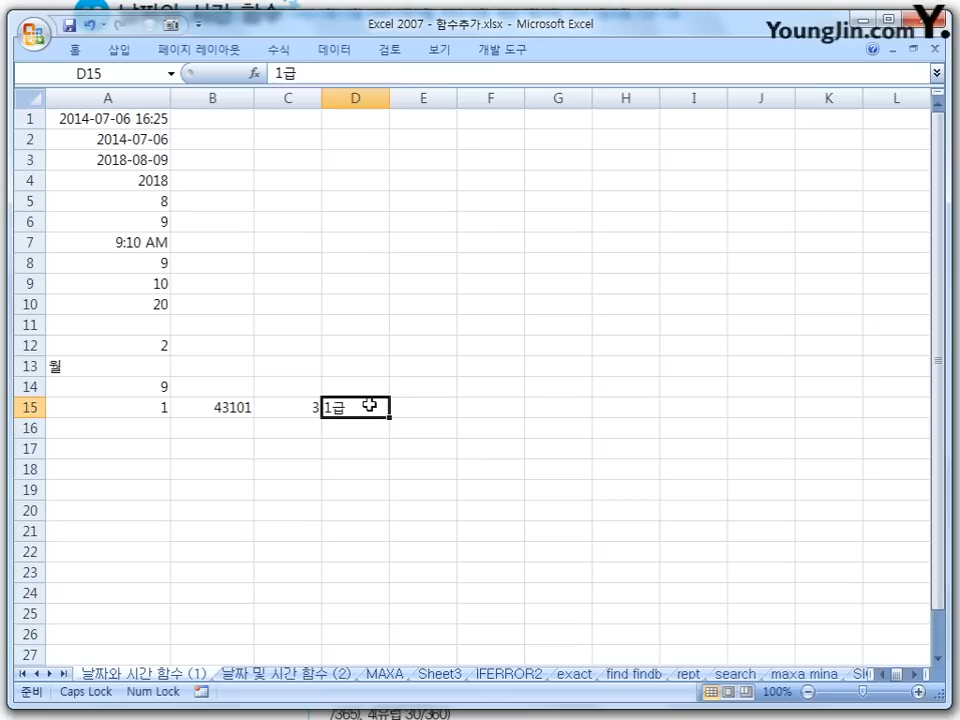 Excel 2007 - 함수추가.xlsx - Microsoft Excel
YoungJin.com Y.
홈 삽입 페이지 레이아웃 수식 데이터 검토 보기 개발 도구
D15 fx 1급
A B C D E F G H I J K L
1 2014-07-06 16:25
2 2014-07-06
3 2018-08-09
4 2018
5 8
6 9
7 9:10 AM
8 9
9 10
10 20
11
12 2
13 월
14 9
15 1 43101 3 1급
16
17
18
19
20
21
22
23
24
25
26
27
날짜와 시간 함수 (1) 날짜 및 시간 함수 (2) MAXA Sheet3 IFERROR2 exact find findb rept search maxa mina
준비 Caps Lock Num Lock 100%
/365), 4(유럽 30/360)